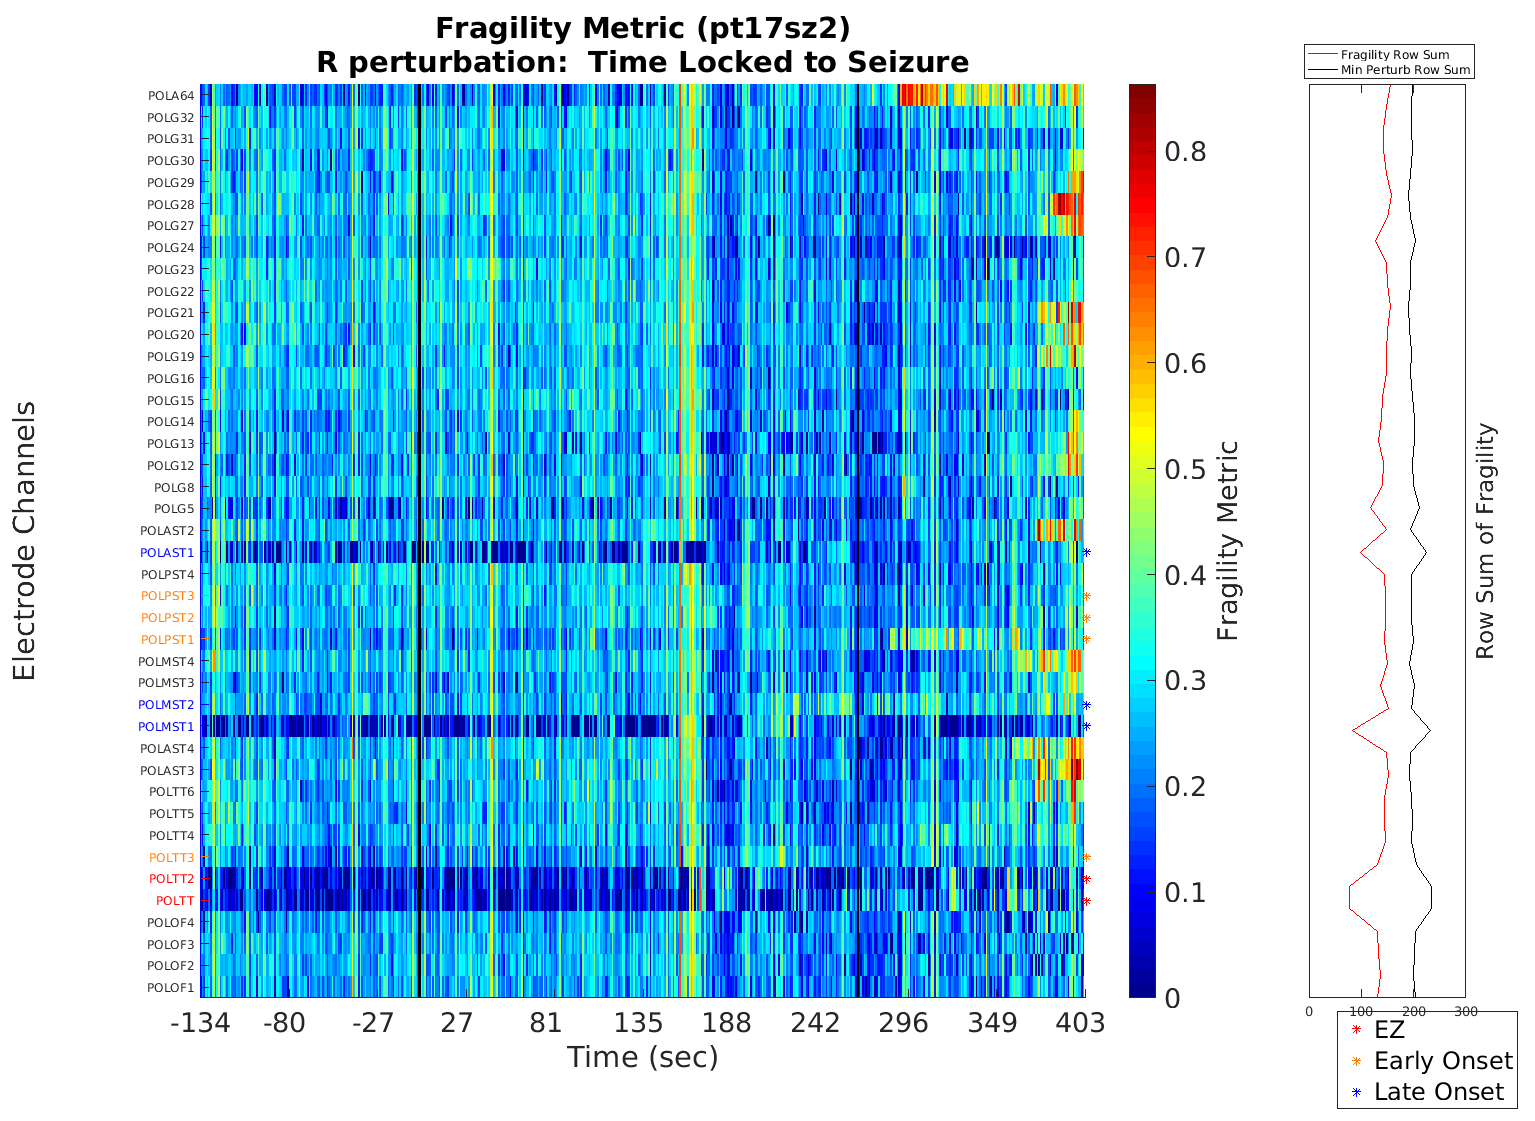 Fragility Metric (pt17sz2)
R perturbation:  Time Locked to Seizure
Electrode Channels
POLA64
POLG32
POLG31
POLG30
POLG29
POLG28
POLG27
POLG24
POLG23
POLG22
POLG21
POLG20
POLG19
POLG16
POLG15
POLG14
POLG13
POLG12
POLG8
POLG5
POLAST2
POLAST1
POLPST4
POLPST3
POLPST2
POLPST1
POLMST4
POLMST3
POLMST2
POLMST1
POLAST4
POLAST3
POLTT6
POLTT5
POLTT4
POLTT3
POLTT2
POLTT
POLOF4
POLOF3
POLOF2
POLOF1
-134 -80 -27 27 81 135 188 242 296 349 403
Time (sec)
0.8
0.7
0.6
0.5
0.4
0.3
0.2
0.1
0
Fragility Metric
Fragility Row Sum
Min Perturb Row Sum
0 100 200 300
Row Sum of Fragility
EZ
Early Onset
Late Onset